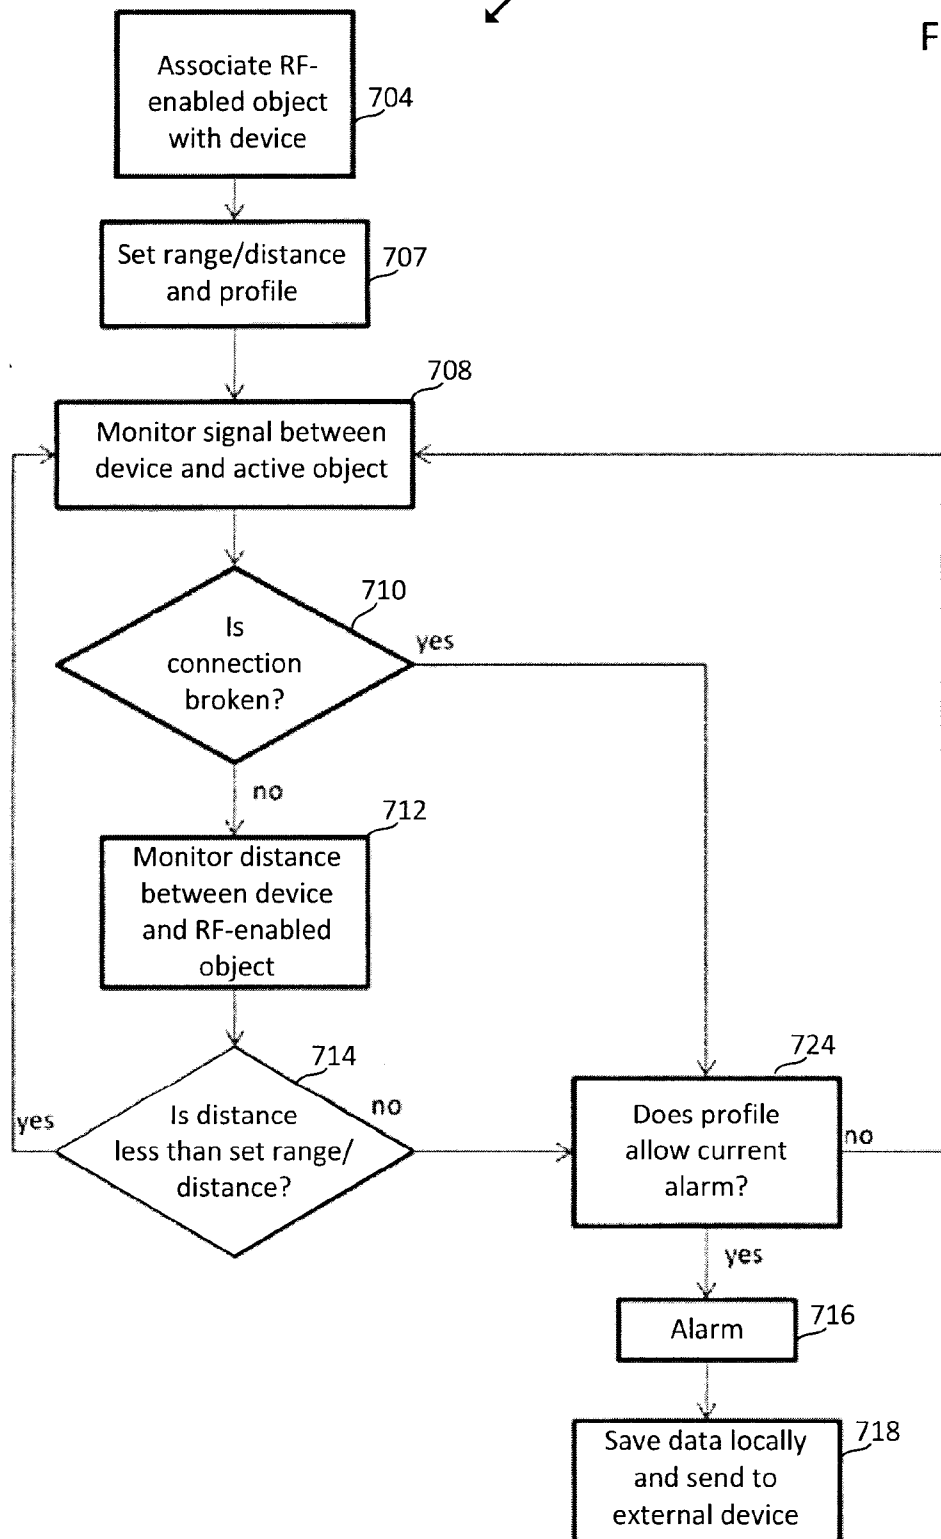 F
Associate RF-
enabled object
with device
704
Set range/distance
and profile
707
708
Monitor signal between
device and active object
710
Is
connection
broken?
yes
no
712
Monitor distance
between device
and RF-enabled
object
714
Is distance
less than set range/
distance?
yes
no
724
Does profile
allow current
alarm?
no
yes
Alarm
716
Save data locally
and send to
external device
718